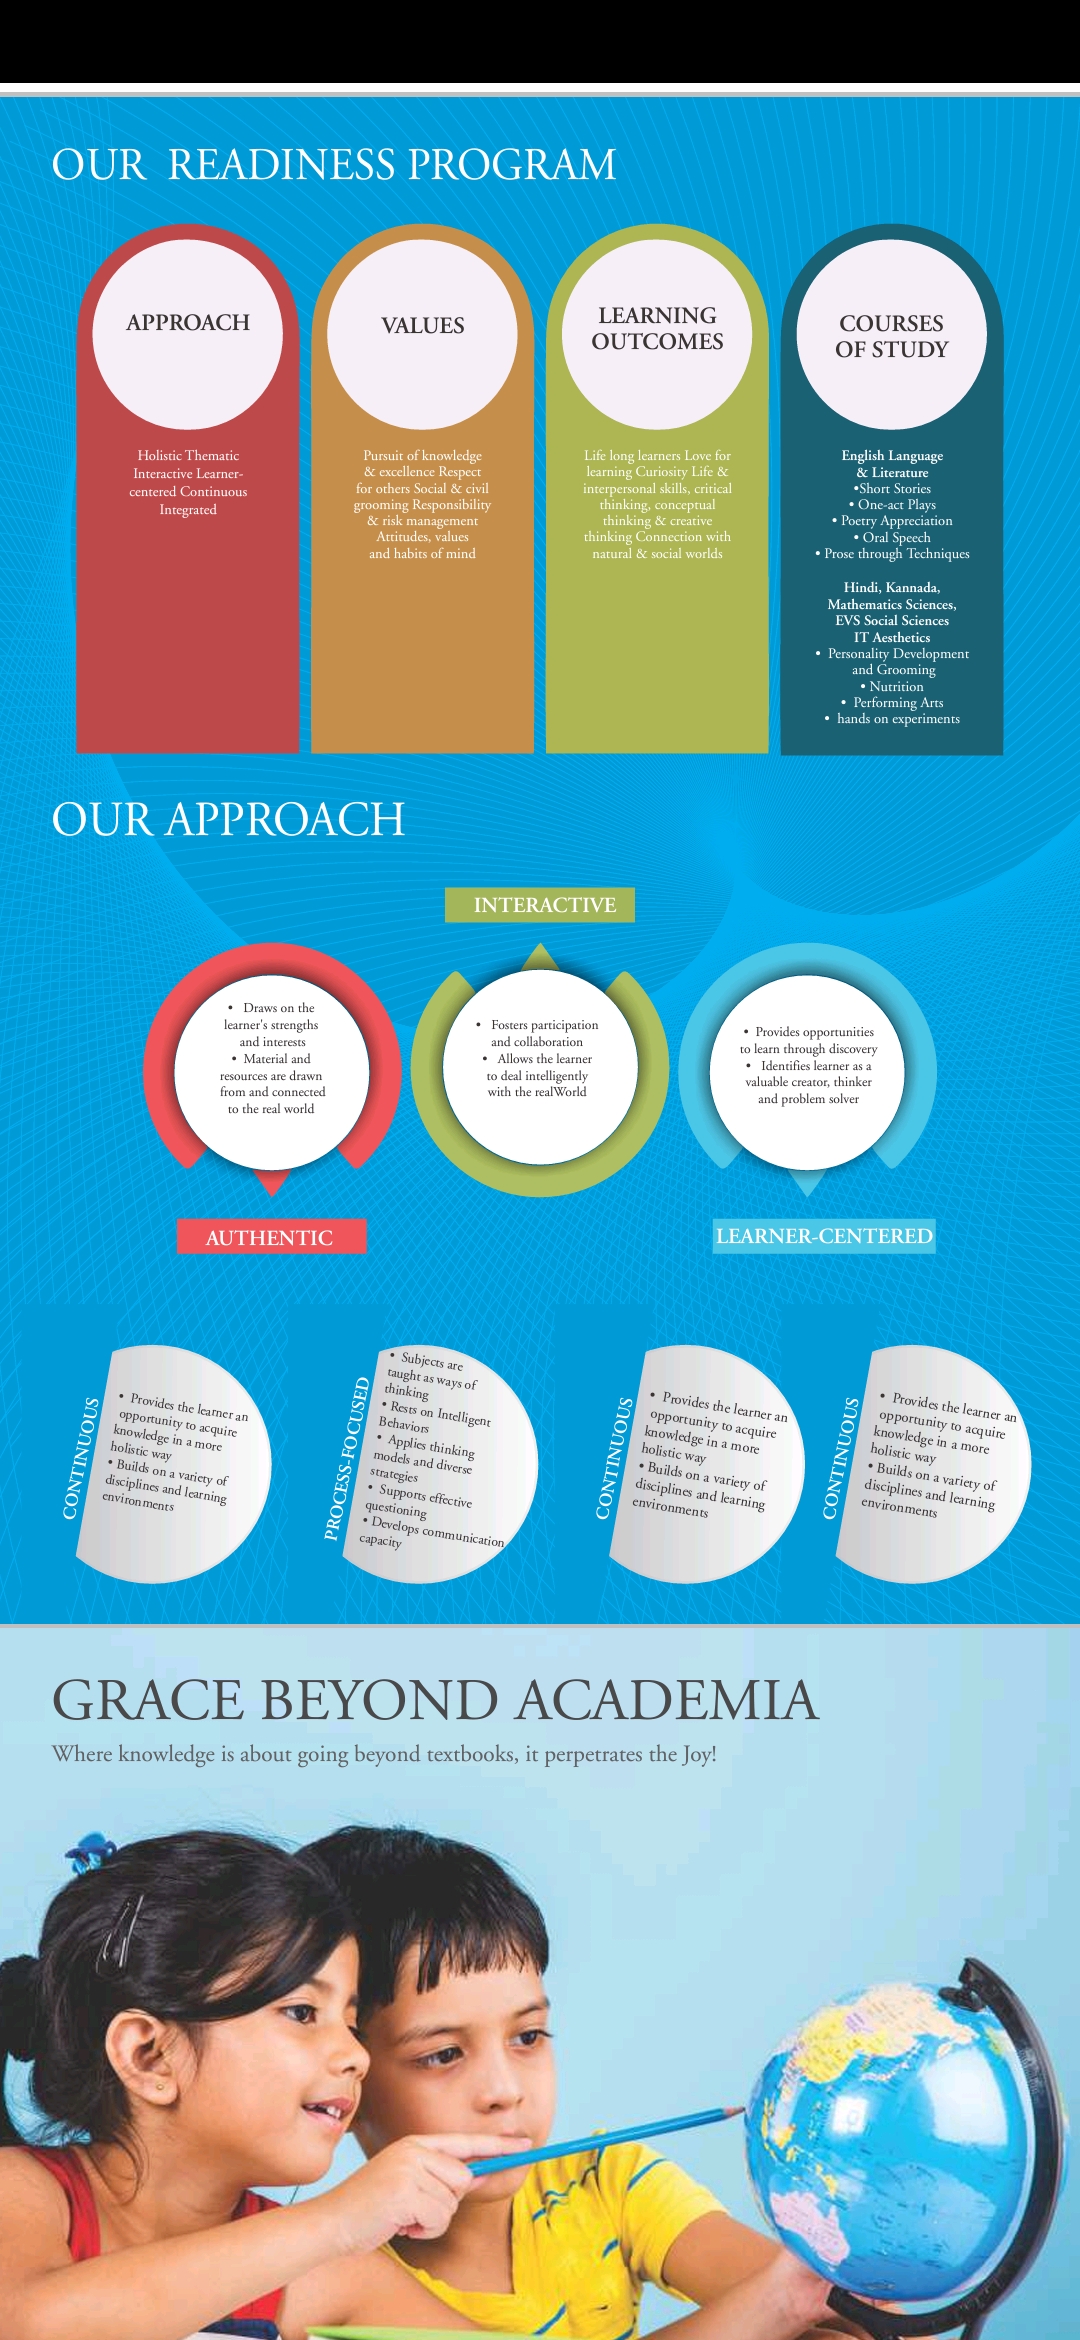 OUR READINESS PROGRAM
APPROACH
Holistic Thematic
Interactive Learner-
centered Continuous
Integrated
VALUES
Pursuit of knowledge
& excellence Respect
for others Social & civil
grooming Responsibility
& risk management
Attitudes, values
and habits of mind
LEARNING
OUTCOMES
Life long learners Love for
learning Curiosity Life &
interpersonal skills, critical
thinking, conceptual
thinking & creative
thinking Connection with
natural & social worlds
COURSES
OF STUDY
English Language
& Literature
•Short Stories
• One-act Plays
• Poetry Appreciation
• Oral Speech
• Prose through Techniques
Hindi, Kannada,
Mathematics Sciences,
EVS Social Sciences
IT Aesthetics
• Personality Development
and Grooming
• Nutrition
• Performing Arts
• hands on experiments
OUR APPROACH
• Draws on the
learner's strengths
and interests
• Material and
resources are drawn
from and connected
to the real world
AUTHENTIC
INTERACTIVE
• Fosters participation
and collaboration
• Allows the learner
to deal intelligently
with the realWorld
• Provides opportunities
to learn through discovery
• Identifies learner as a
valuable creator, thinker
and problem solver
LEARNER-CENTERED
CONTINUOUS
• Provides the learner an
opportunity to acquire
knowledge in a more
holistic way
• Builds on a variety of
disciplines and learning
environments
PROCESS-FOCUSED
• Subjects are
taught as ways of
thinking
• Rests on Intelligent
Behaviors
• Applies thinking
models and diverse
strategies
• Supports effective
questioning
• Develops communication
capacity
CONTINUOUS
• Provides the learner an
opportunity to acquire
knowledge in a more
holistic way
• Builds on a variety of
disciplines and learning
environments
CONTINUOUS
• Provides the learner an
opportunity to acquire
knowledge in a more
holistic way
• Builds on a variety of
disciplines and learning
environments
GRACE BEYOND ACADEMIA
Where knowledge is about going beyond textbooks, it perpetrates the Joy!